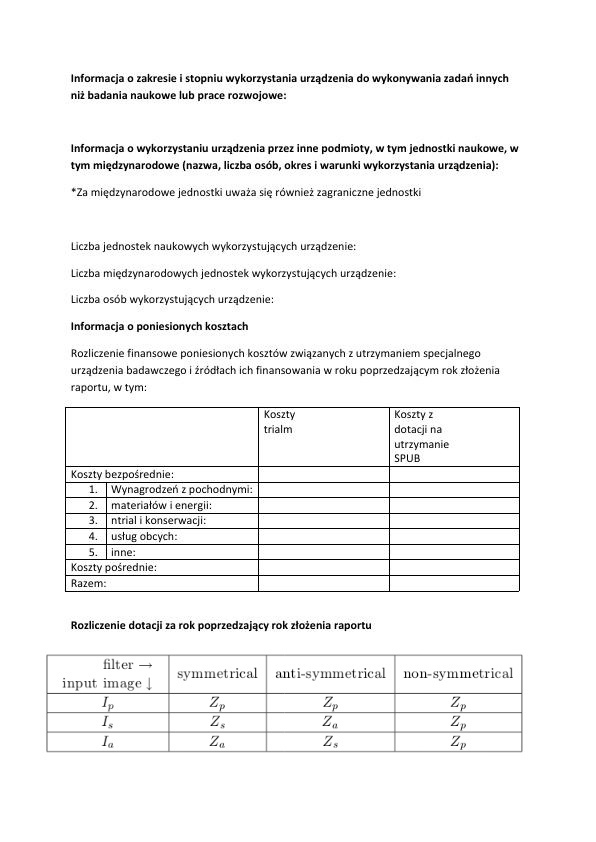 Informacja o zakresie i stopniu wykorzystania urządzenia do wykonywania zadań innych
niż badania naukowe lub prace rozwojowe:
Informacja o wykorzystaniu urządzenia przez inne podmioty, w tym jednostki naukowe, w
tym międzynarodowe (nazwa, liczba osób, okres i warunki wykorzystania urządzenia):
*Za międzynarodowe jednostki uważa się również zagraniczne jednostki
Liczba jednostek naukowych wykorzystujących urządzenie:
Liczba międzynarodowych jednostek wykorzystujących urządzenie:
Liczba osób wykorzystujących urządzenie:
Informacja o poniesionych kosztach
Rozliczenie finansowe poniesionych kosztów związanych z utrzymaniem specjalnego
urządzenia badawczego i źródłach ich finansowania w roku poprzedzającym rok złożenia
raportu, w tym:
Koszty
trialm
Koszty z
dotacji na
utrzymanie
SPUB
Koszty bezpośrednie:
1. Wynagrodzeń z pochodnymi:
2. materiałów i energii:
3. ntrial i konserwacji:
4. usług obcych:
5. inne:
Koszty pośrednie:
Razem:
Rozliczenie dotacji za rok poprzedzający rok złożenia raportu
filter →
input image ↓ symmetrical anti-symmetrical non-symmetrical
I_p Z_p Z_p Z_p
I_s Z_s Z_a Z_p
I_a Z_a Z_s Z_p